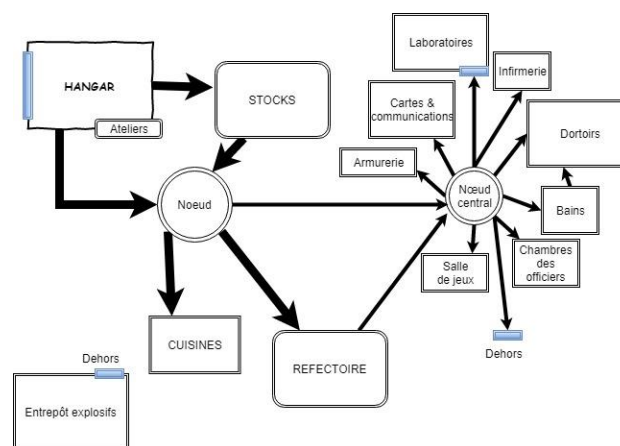 HANGAR
Ateliers
STOCKS
Laboratoires
Infirmerie
Cartes &
communications
Dortoirs
Armurerie
Noeud
Nœud
central
Bains
Chambres
des
officiers
Salle
de jeux
CUISINES
REFECTOIRE
Dehors
Dehors
Entrepôt explosifs